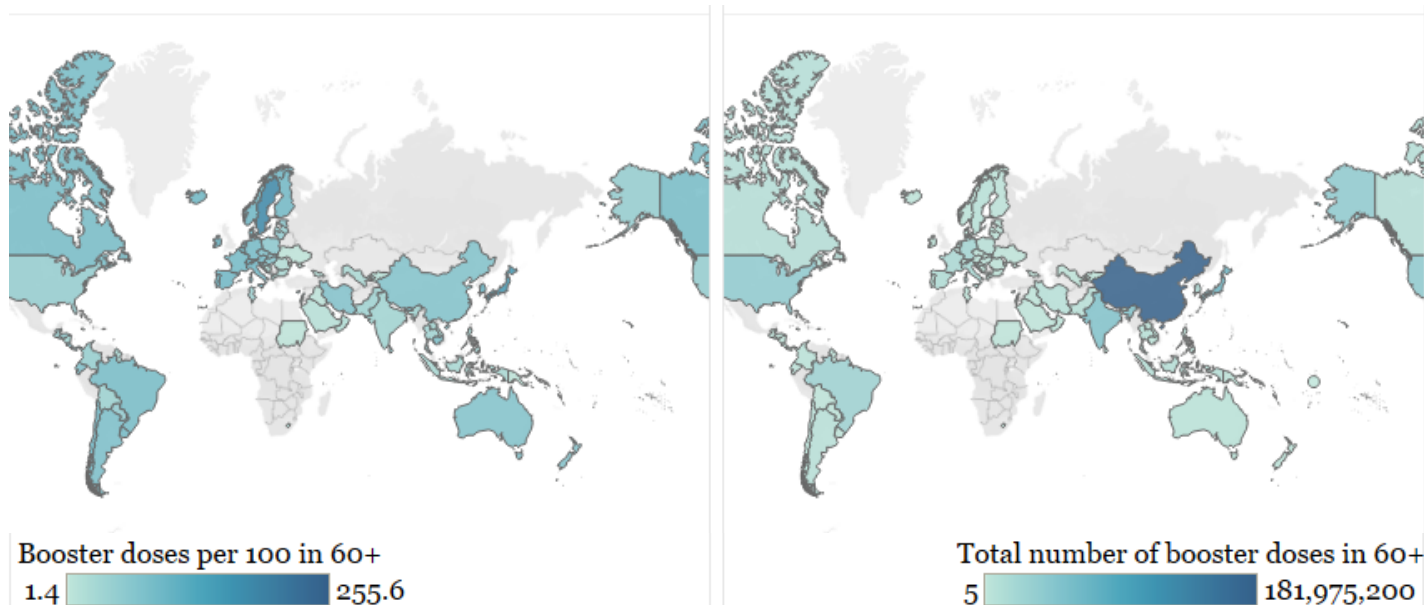 Booster doses per 100 in 60+
1.4 255.6
Total number of booster doses in 60+
5 181,975,200